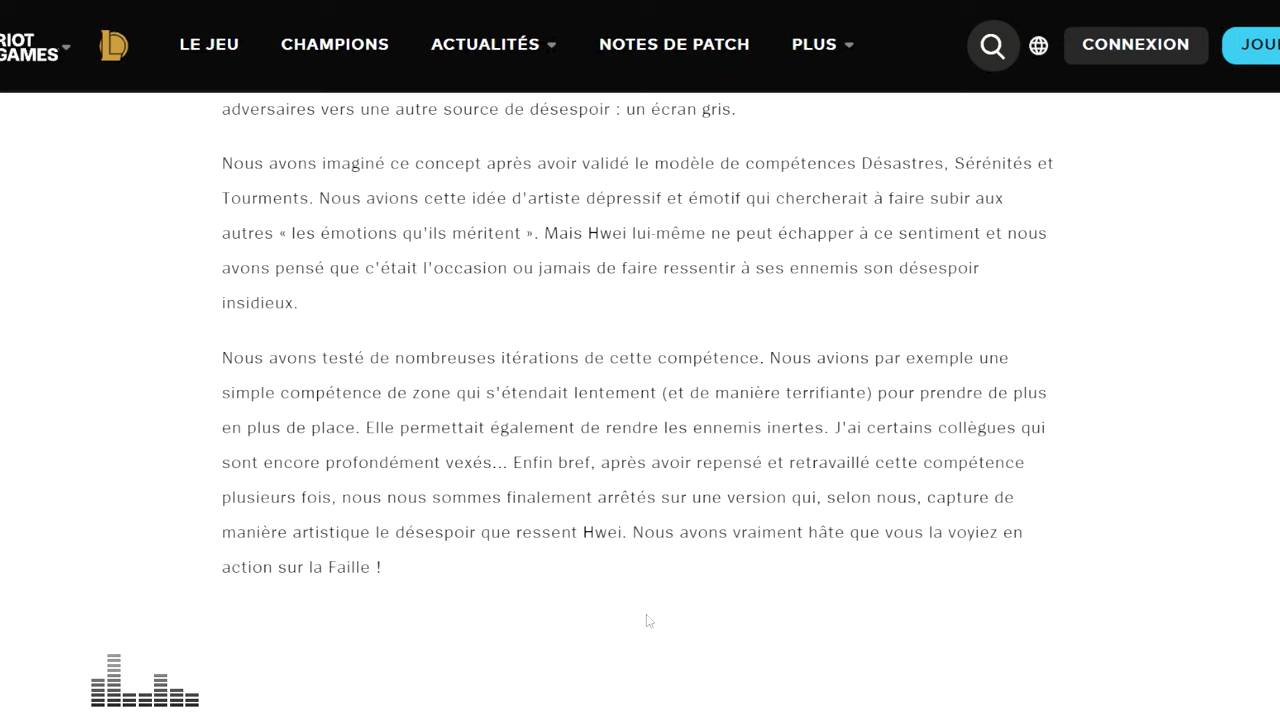 RIOT
GAMES
LE JEU
CHAMPIONS
ACTUALITÉS
NOTES DE PATCH
PLUS
CONNEXION
JOU
adversaires vers une autre source de désespoir : un écran gris.
Nous avons imaginé ce concept après avoir validé le modèle de compétences Désastres, Sérénités et
Tourments. Nous avions cette idée d'artiste dépressif et émotif qui chercherait à faire subir aux
autres « les émotions qu'ils méritent ». Mais Hwei lui-même ne peut échapper à ce sentiment et nous
avons pensé que c'était l'occasion ou jamais de faire ressentir à ses ennemis son désespoir
insidieux.
Nous avons testé de nombreuses itérations de cette compétence. Nous avions par exemple une
simple compétence de zone qui s'étendait lentement (et de manière terrifiante) pour prendre de plus
en plus de place. Elle permettait également de rendre les ennemis inertes. J'ai certains collègues qui
sont encore profondément vexés... Enfin bref, après avoir repensé et retravaillé cette compétence
plusieurs fois, nous nous sommes finalement arrêtés sur une version qui, selon nous, capture de
manière artistique le désespoir que ressent Hwei. Nous avons vraiment hâte que vous la voyiez en
action sur la Faille !